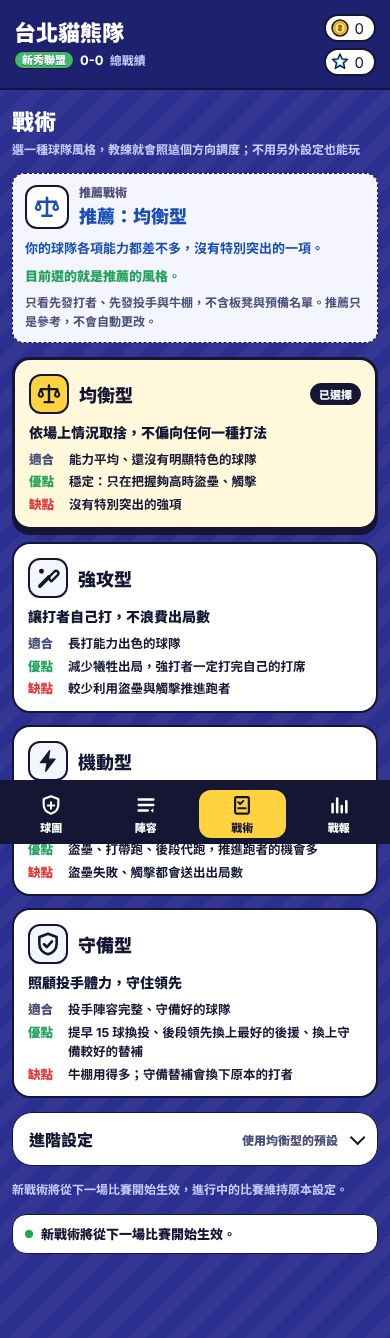 台北貓熊隊
0
新秀聯盟 0-0 總戰績
0
戰術
選一種球隊風格，教練就會照這個方向調度；不用另外設定也能玩
推薦戰術
推薦：均衡型
你的球隊各項能力都差不多，沒有特別突出的一項。
目前選的就是推薦的風格。
只看先發打者、先發投手與牛棚，不含板凳與預備名單。推薦只
是參考，不會自動更改。
均衡型
已選擇
依場上情況取捨，不偏向任何一種打法
適合 能力平均、還沒有明顯特色的球隊
優點 穩定：只在把握夠高時盜壘、觸擊
缺點 沒有特別突出的強項
強攻型
讓打者自己打，不浪費出局數
適合 長打能力出色的球隊
優點 減少犧牲出局，強打者一定打完自己的打席
缺點 較少利用盜壘與觸擊推進跑者
機動型
球團 陣容 戰術 戰報
優點 盜壘、打帶跑、後段代跑，推進跑者的機會多
缺點 盜壘失敗、觸擊都會送出出局數
守備型
照顧投手體力，守住領先
適合 投手陣容完整、守備好的球隊
優點 提早 15 球換投、後段領先換上最好的後援、換上守
備較好的替補
缺點 牛棚用得多；守備替補會換下原本的打者
進階設定 使用均衡型的預設
新戰術將從下一場比賽開始生效，進行中的比賽維持原本設定。
新戰術將從下一場比賽開始生效。